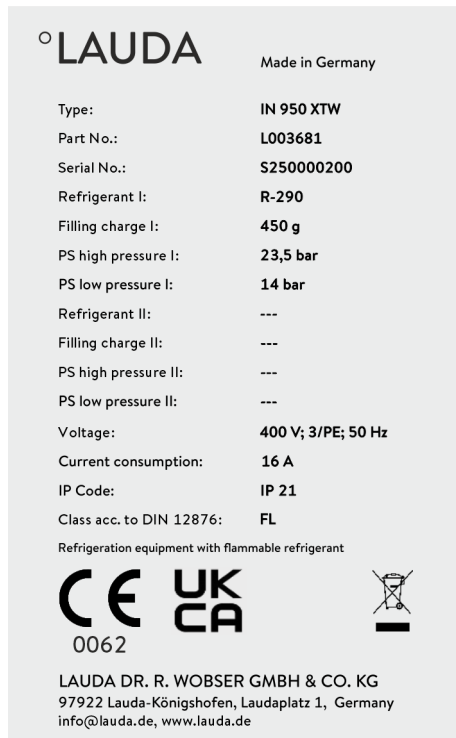 °LAUDA
Made in Germany
Type: IN 950 XTW
Part No.: L003681
Serial No.: S250000200
Refrigerant I: R-290
Filling charge I: 450 g
PS high pressure I: 23,5 bar
PS low pressure I: 14 bar
Refrigerant II: ---
Filling charge II: ---
PS high pressure II: ---
PS low pressure II: ---
Voltage: 400 V; 3/PE; 50 Hz
Current consumption: 16 A
IP Code: IP 21
Class acc. to DIN 12876: FL
Refrigeration equipment with flammable refrigerant
CE UK
CA
0062
LAUDA DR. R. WOBSER GMBH & CO. KG
97922 Lauda-Königshofen, Laudaplatz 1, Germany
info@lauda.de, www.lauda.de